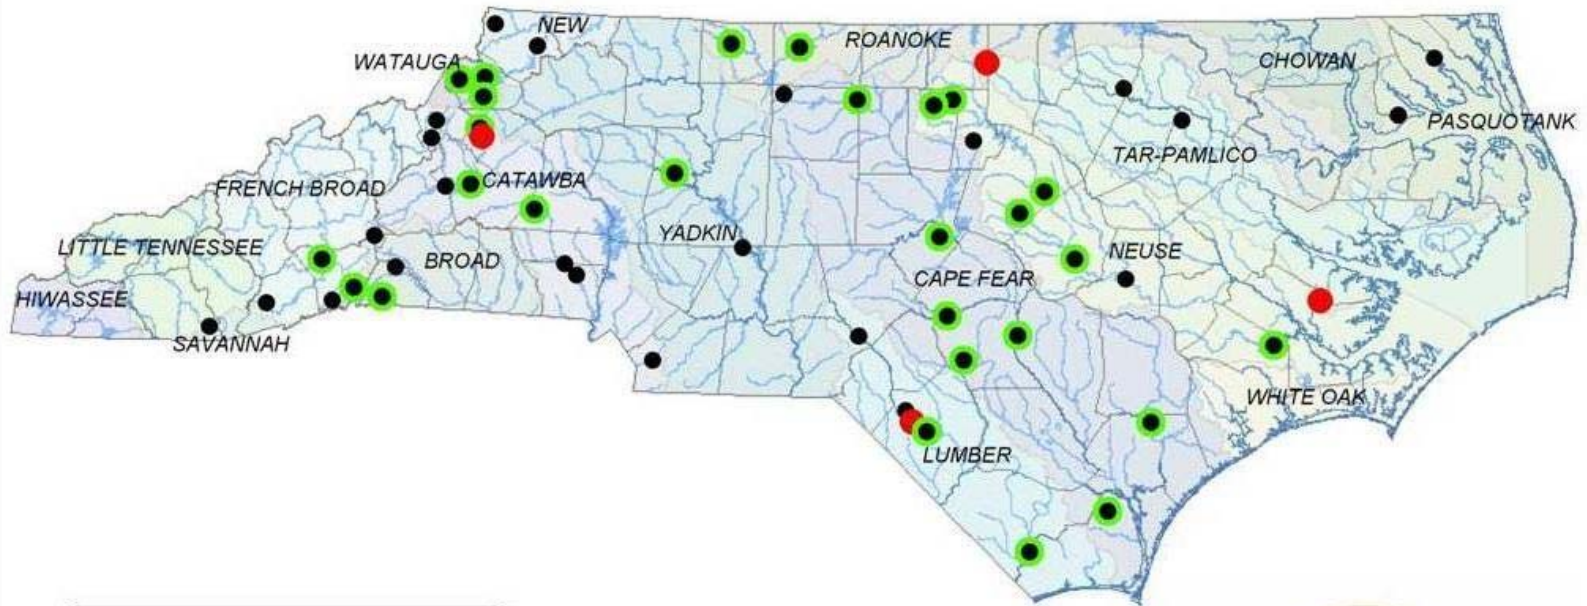 NEW
ROANOKE
WATAUGA
CHOWAN
PASQUOTANK
TAR-PAMLICO
CATAWBA
FRENCH BROAD
YADKIN
LITTLE TENNESSEE
BROAD
NEUSE
CAPE FEAR
HIWASSEE
SAVANNAH
WHITE OAK
LUMBER